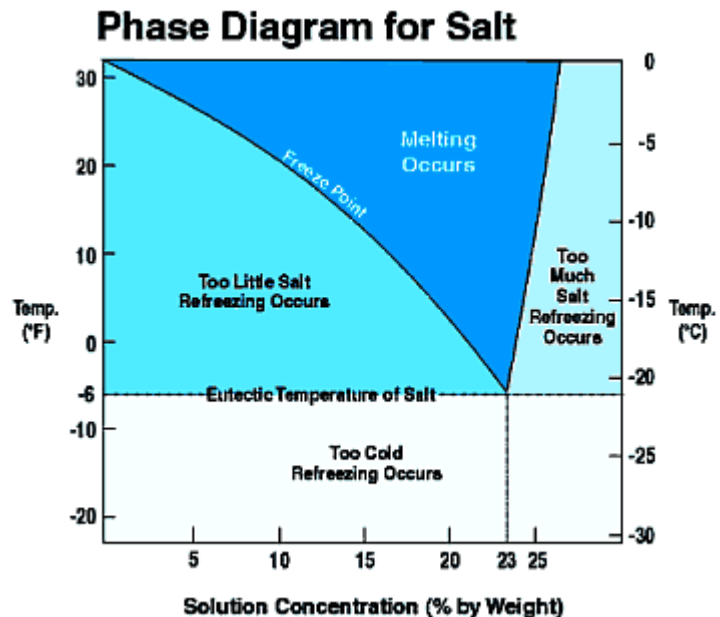 Phase Diagram for Salt
30
20
10
0
-6
-10
-20
Temp.
(°F)
0
-5
-10
-15
-20
-25
-30
Temp.
(°C)
Melting
Occurs
Freeze Point
Too Little Salt
Refreezing Occurs
Too
Much
Salt
Refreezing
Occurs
Eutectic Temperature of Salt
Too Cold
Refreezing Occurs
5
10
15
20
23
25
Solution Concentration (% by Weight)